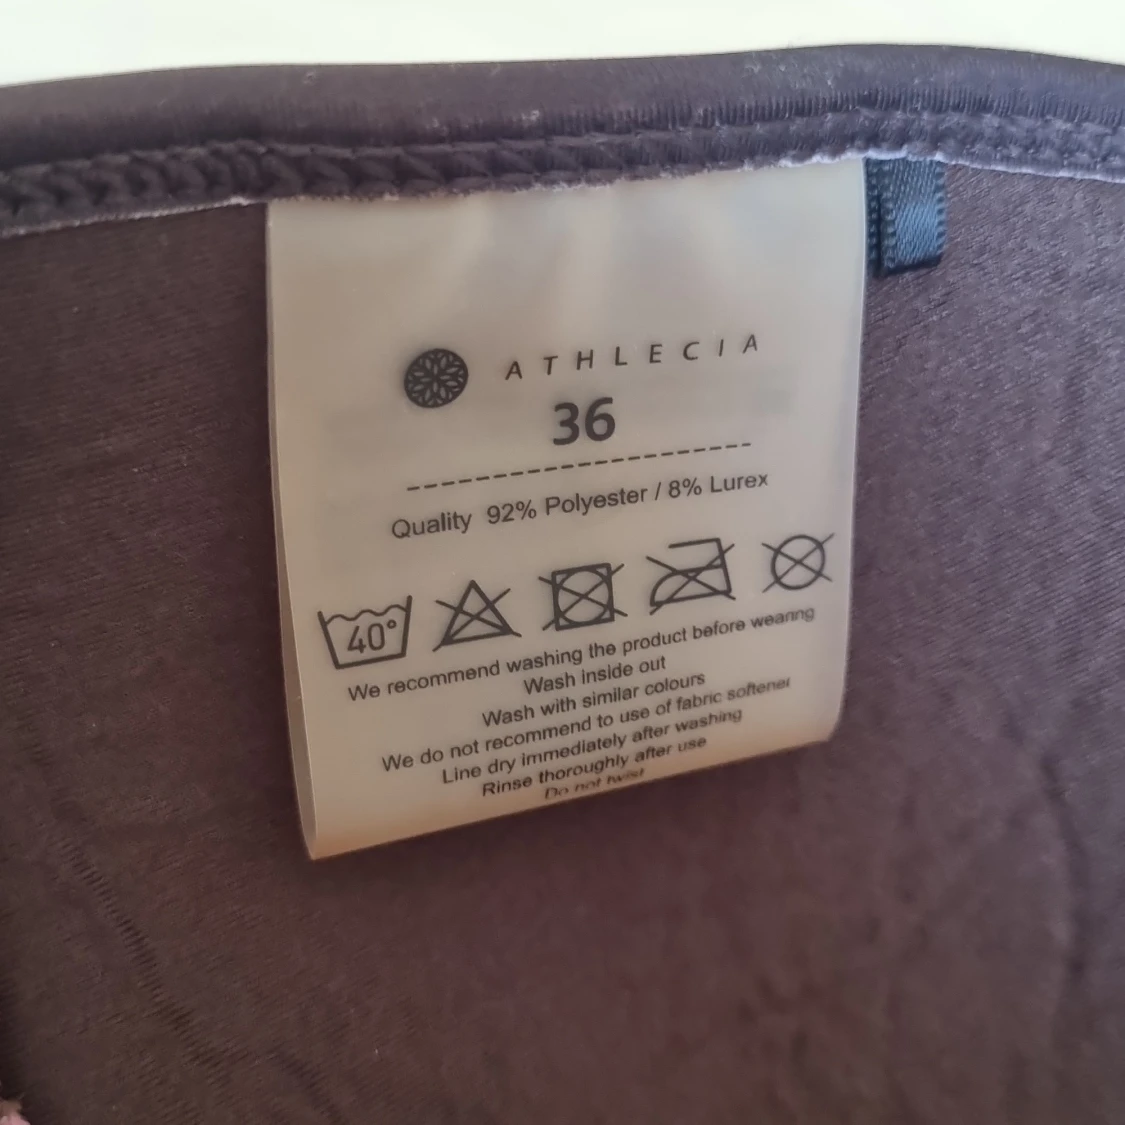 ATHLECIA
36
Quality 92% Polyester / 8% Lurex
40°
We recommend washing the product before wearing
Wash inside out
Wash with similar colours
We do not recommend to use of fabric softener
Line dry immediately after washing
Rinse thoroughly after use
Do not twist